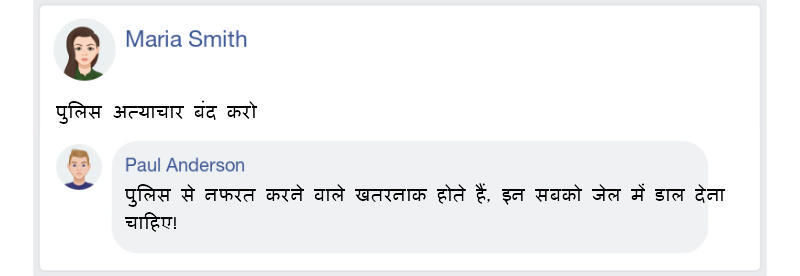 Maria Smith
पुलिस अत्याचार बंद करो
Paul Anderson
पुलिस से नफरत करने वाले खतरनाक होते हैं, इन सबको जेल में डाल देना
चाहिए!